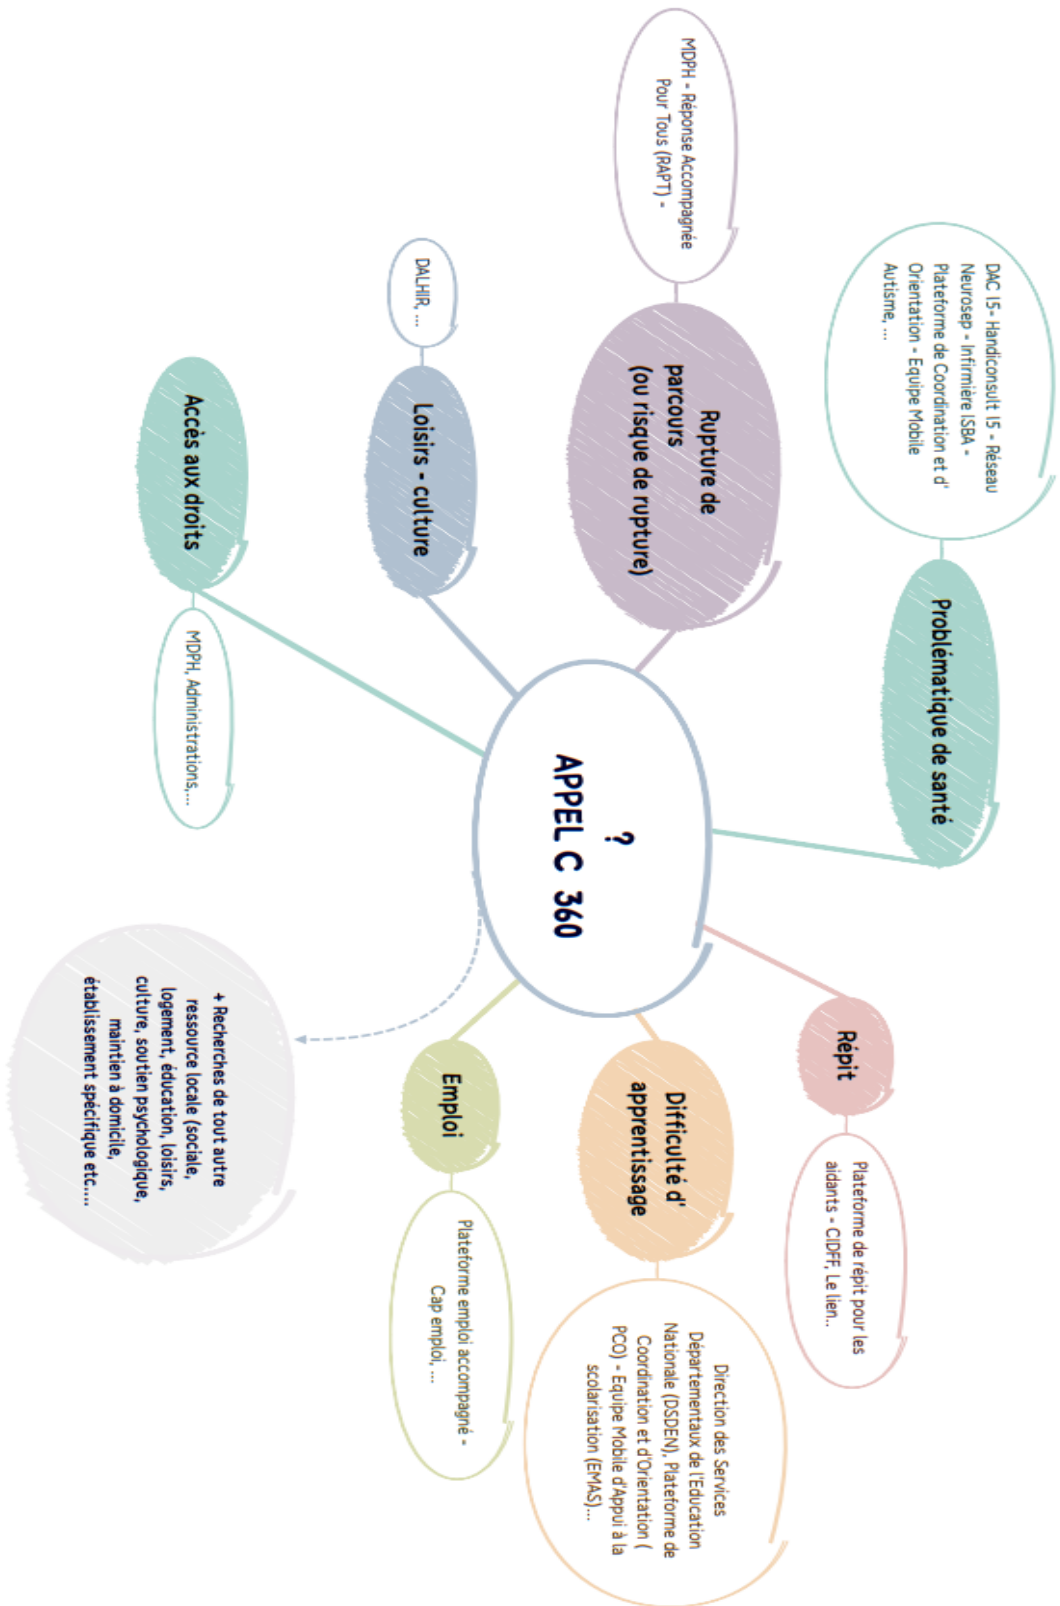 DAC 15- Handiconsult 15 - Réseau
Neurosep - Infirmière ISBA -
Plateforme de Coordination et d'
Orientation - Equipe Mobile
Autisme, ...
Problématique de santé
Plateforme de répit pour les
aidants - CIDFF, Le lien..
Répit
MDPH - Réponse Accompagnée
Pour Tous (RAPT) -
Rupture de
parcours
(ou risque de rupture)
?
APPEL C 360
Difficulté d'
apprentissage
Direction des Services
Départementaux de l'Education
Nationale (DSDEN), Plateforme de
Coordination et d'Orientation (
PCO) - Equipe Mobile d'Appui à la
scolarisation (EMAS)...
DALHIR, ...
Loisirs - culture
Emploi
Plateforme emploi accompagné -
Cap emploi, ...
Accès aux droits
MDPH, Administrations,...
+ Recherches de tout autre
ressource locale (sociale,
logement, éducation, loisirs,
culture, soutien psychologique,
maintien à domicile,
établissement spécifique etc....